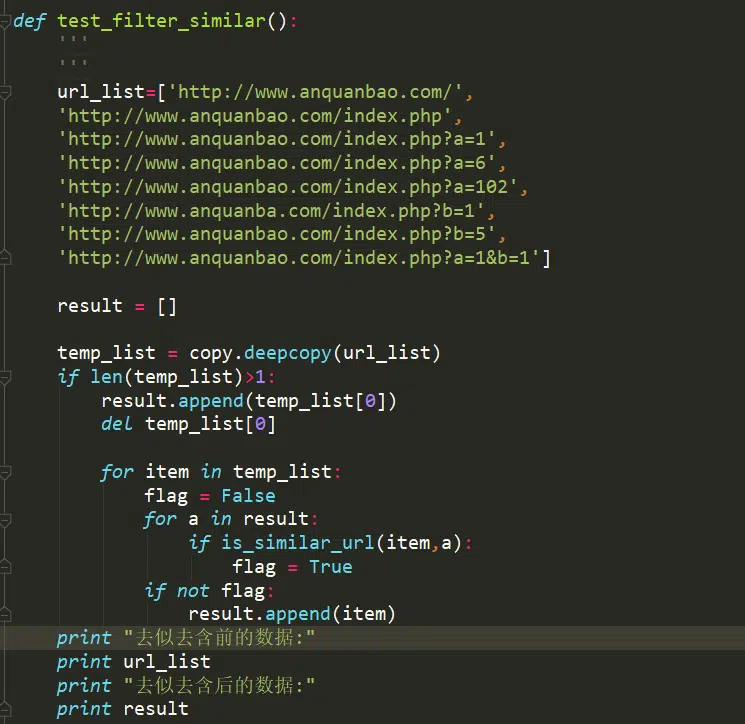 def test_filter_similar():
    '''
    '''
    url_list=['http://www.anquanbao.com/',
    'http://www.anquanbao.com/index.php',
    'http://www.anquanbao.com/index.php?a=1',
    'http://www.anquanbao.com/index.php?a=6',
    'http://www.anquanbao.com/index.php?a=102',
    'http://www.anquanba.com/index.php?b=1',
    'http://www.anquanbao.com/index.php?b=5',
    'http://www.anquanbao.com/index.php?a=1&b=1']
    result = []
    temp_list = copy.deepcopy(url_list)
    if len(temp_list)>1:
        result.append(temp_list[0])
        del temp_list[0]
        for item in temp_list:
            flag = False
            for a in result:
                if is_similar_url(item,a):
                    flag = True
            if not flag:
                result.append(item)
    print "去似去含前的数据:"
    print url_list
    print "去似去含后的数据:"
    print result